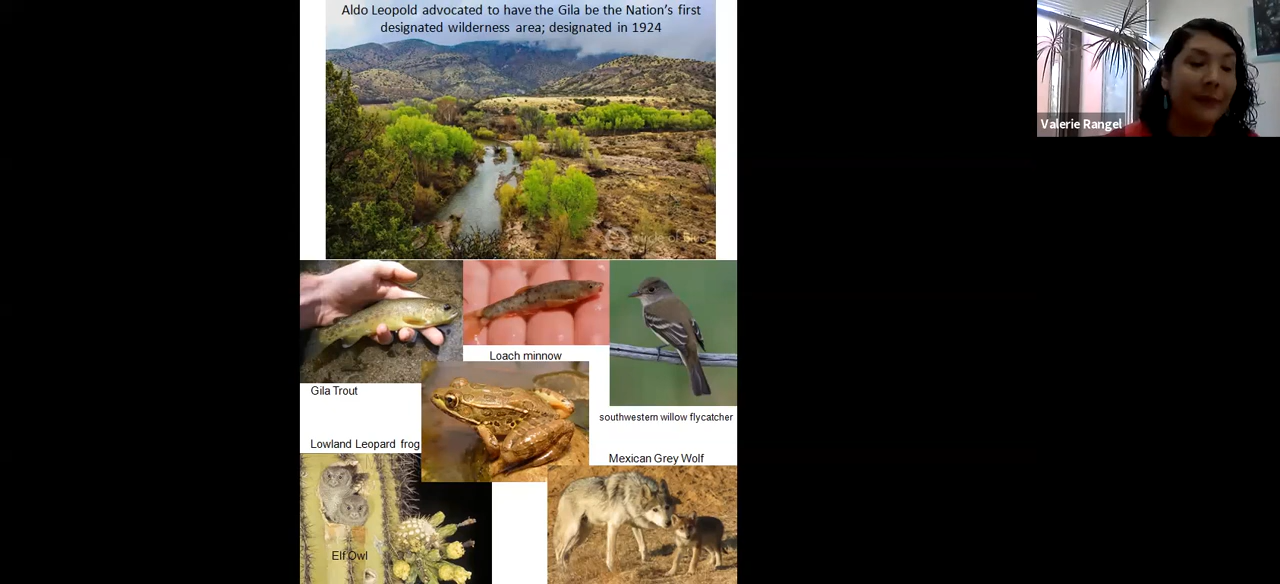 Aldo Leopold advocated to have the Gila be the Nation's first
designated wilderness area; designated in 1924
Valerie Rangel
Loach minnow
Gila Trout
southwestern willow flycatcher
Lowland Leopard frog
Mexican Grey Wolf
Elf Owl